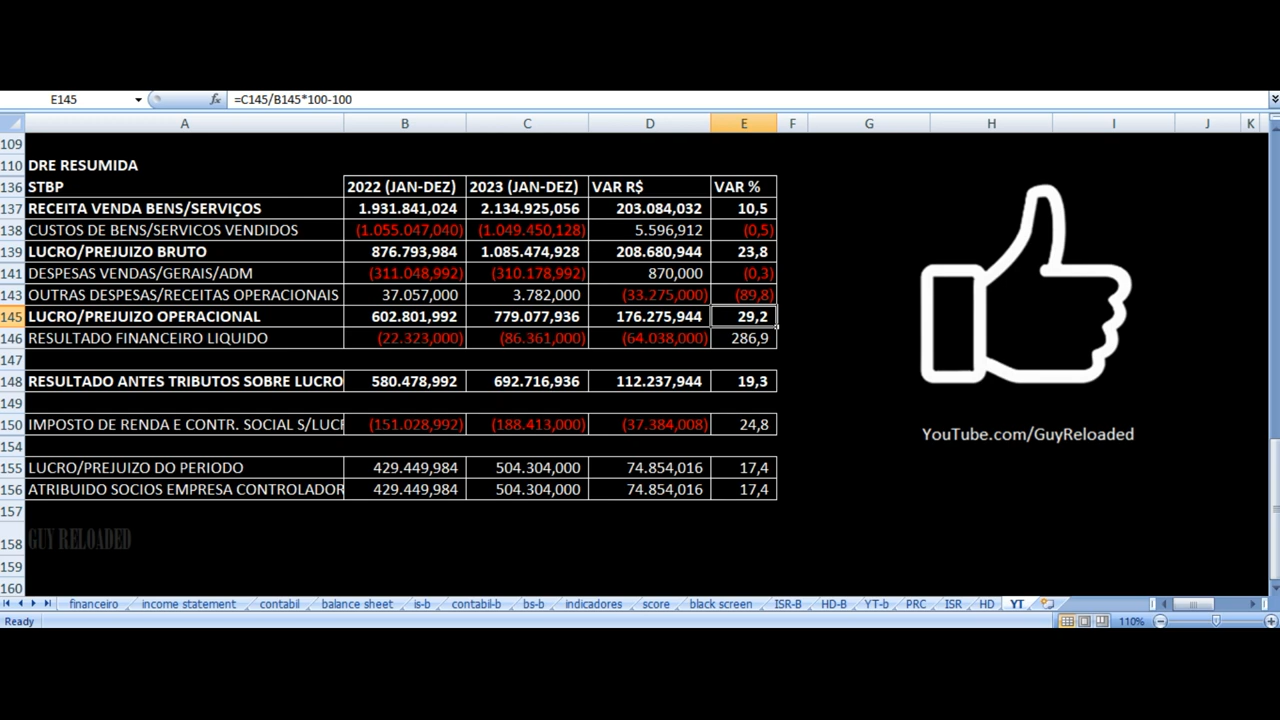 E145 fx =C145/B145*100-100
A B C D E F G H I J K
109
110 DRE RESUMIDA
136 STBP 2022 (JAN-DEZ) 2023 (JAN-DEZ) VAR R$ VAR %
137 RECEITA VENDA BENS/SERVIÇOS 1.931.841,024 2.134.925,056 203.084,032 10,5
138 CUSTOS DE BENS/SERVICOS VENDIDOS (1.055.047,040) (1.049.450,128) 5.596,912 (0,5)
139 LUCRO/PREJUIZO BRUTO 876.793,984 1.085.474,928 208.680,944 23,8
141 DESPESAS VENDAS/GERAIS/ADM (311.048,992) (310.178,992) 870,000 (0,3)
143 OUTRAS DESPESAS/RECEITAS OPERACIONAIS 37.057,000 3.782,000 (33.275,000) (89,8)
145 LUCRO/PREJUIZO OPERACIONAL 602.801,992 779.077,936 176.275,944 29,2
146 RESULTADO FINANCEIRO LIQUIDO (22.323,000) (86.361,000) (64.038,000) 286,9
147
148 RESULTADO ANTES TRIBUTOS SOBRE LUCRO 580.478,992 692.716,936 112.237,944 19,3
149
150 IMPOSTO DE RENDA E CONTR. SOCIAL S/LUCR (151.028,992) (188.413,000) (37.384,008) 24,8
154
YouTube.com/GuyReloaded
155 LUCRO/PREJUIZO DO PERIODO 429.449,984 504.304,000 74.854,016 17,4
156 ATRIBUIDO SOCIOS EMPRESA CONTROLADOR 429.449,984 504.304,000 74.854,016 17,4
157
158 GUY RELOADED
159
160
financeiro income statement contabil balance sheet is-b contabil-b bs-b indicadores score black screen ISR-B HD-B YT-b PRC ISR HD YT
Ready 110%